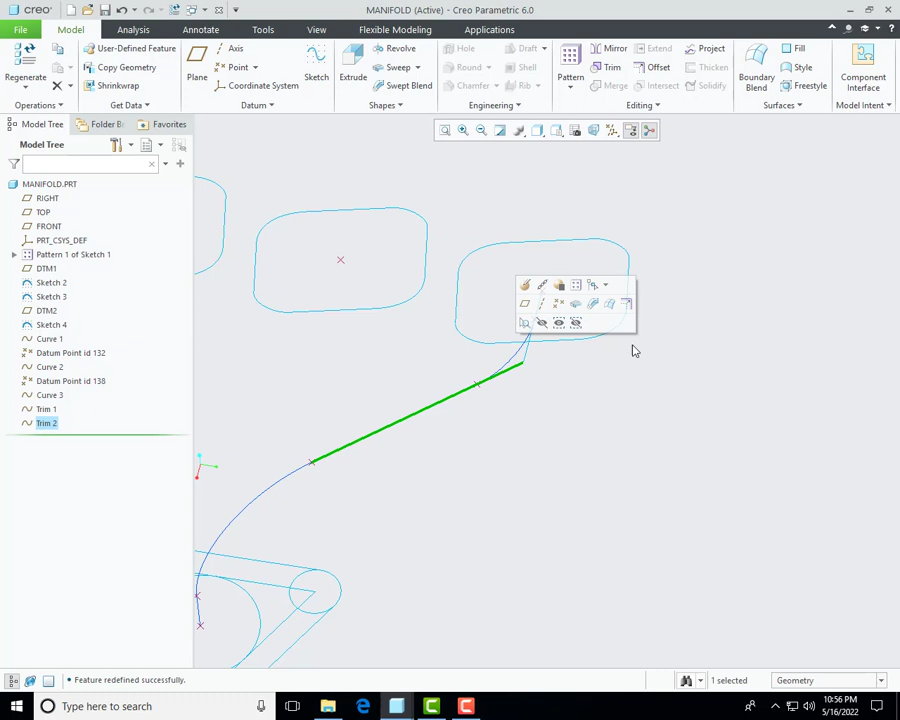 creo
MANIFOLD (Active) - Creo Parametric 6.0
File
Model
Analysis
Annotate
Tools
View
Flexible Modeling
Applications
Regenerate
Operations
User-Defined Feature
Copy Geometry
Shrinkwrap
Get Data
Plane
Axis
Point
Coordinate System
Sketch
Datum
Extrude
Revolve
Sweep
Swept Blend
Shapes
Hole
Round
Chamfer
Draft
Shell
Rib
Engineering
Pattern
Mirror
Trim
Merge
Extend
Offset
Intersect
Project
Thicken
Solidify
Editing
Boundary
Blend
Fill
Style
Freestyle
Surfaces
Component
Interface
Model Intent
Model Tree
Folder Br
Favorites
Model Tree
MANIFOLD.PRT
RIGHT
TOP
FRONT
PRT_CSYS_DEF
Pattern 1 of Sketch 1
DTM1
Sketch 2
Sketch 3
DTM2
Sketch 4
Curve 1
Datum Point id 132
Curve 2
Datum Point id 138
Curve 3
Trim 1
Trim 2
• Feature redefined successfully.
1 selected
Geometry
Type here to search
10:56 PM
5/16/2022